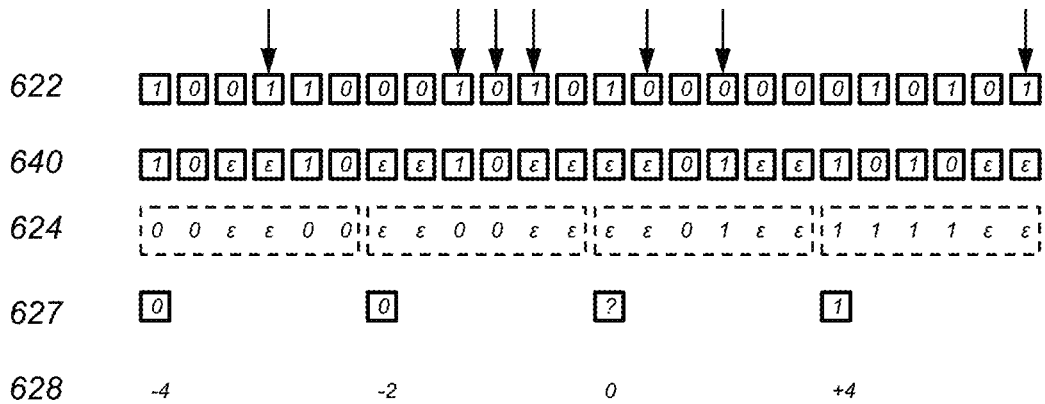 622 1 0 0 1 1 0 0 0 1 0 1 0 1 0 0 0 0 0 0 1 0 1 0 1
640 1 0 ε ε 1 0 ε ε 1 0 ε ε ε ε 0 1 ε ε 1 0 1 0 ε ε
624 0 0 ε ε 0 0 ε ε 0 0 ε ε ε ε 0 1 ε ε 1 1 1 1 ε ε
627 0 0 ? 1
628 -4 -2 0 +4